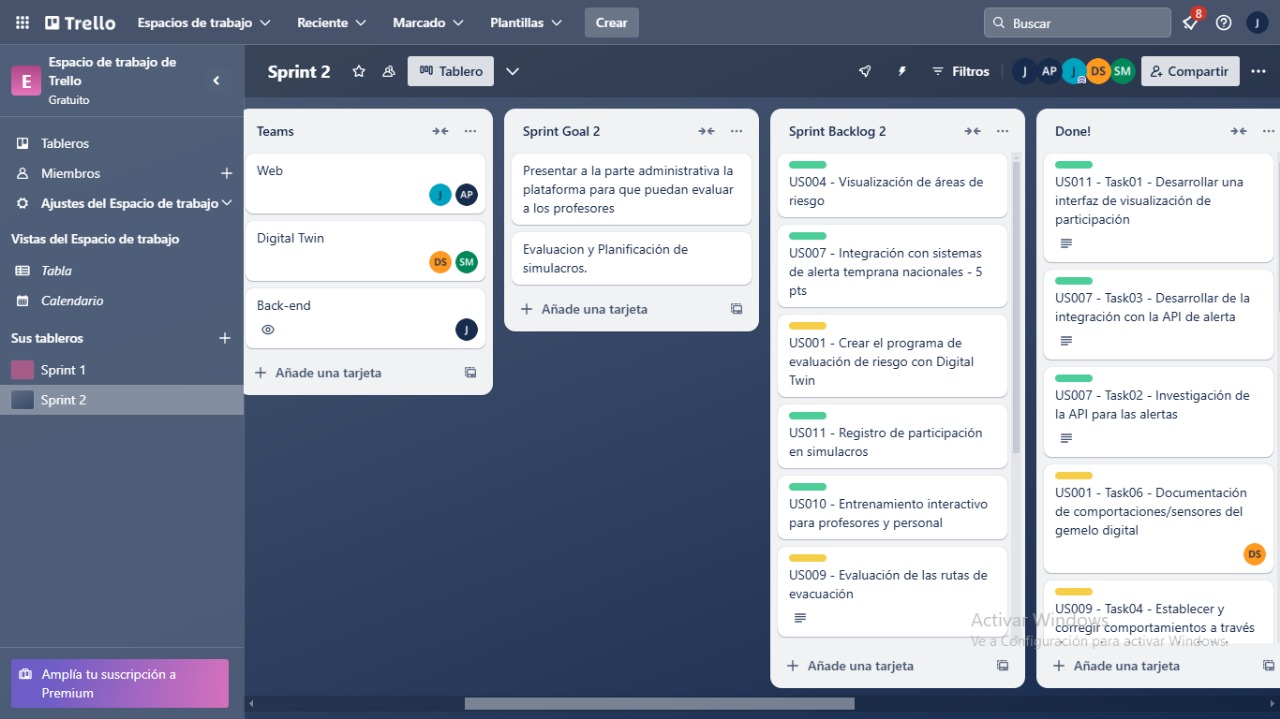 Trello
Espacios de trabajo
Reciente
Marcado
Plantillas
Crear
Buscar
8
J
E
Espacio de trabajo de
Trello
Gratuito
Tableros
Miembros
Ajustes del Espacio de trabajo
Vistas del Espacio de trabajo
Tabla
Calendario
Sus tableros
Sprint 1
Sprint 2
Amplía tu suscripción a
Premium
Sprint 2
Tablero
Filtros
J
AP
J
DS
SM
Compartir
Teams
Web
J
AP
Digital Twin
DS
SM
Back-end
J
Añade una tarjeta
Sprint Goal 2
Presentar a la parte administrativa la
plataforma para que puedan evaluar
a los profesores
Evaluacion y Planificación de
simulacros.
Añade una tarjeta
Sprint Backlog 2
US004 - Visualización de áreas de
riesgo
US007 - Integración con sistemas
de alerta temprana nacionales - 5
pts
US001 - Crear el programa de
evaluación de riesgo con Digital
Twin
US011 - Registro de participación
en simulacros
US010 - Entrenamiento interactivo
para profesores y personal
US009 - Evaluación de las rutas de
evacuación
Añade una tarjeta
Done!
US011 - Task01 - Desarrollar una
interfaz de visualización de
participación
US007 - Task03 - Desarrollar de la
integración con la API de alerta
US007 - Task02 - Investigación de
la API para las alertas
US001 - Task06 - Documentación
de comportaciones/sensores del
gemelo digital
DS
US009 - Task04 - Establecer y
corregir comportamientos a través
Añade una tarjeta
Activar Windows
Ve a Configuración para activar Windows.